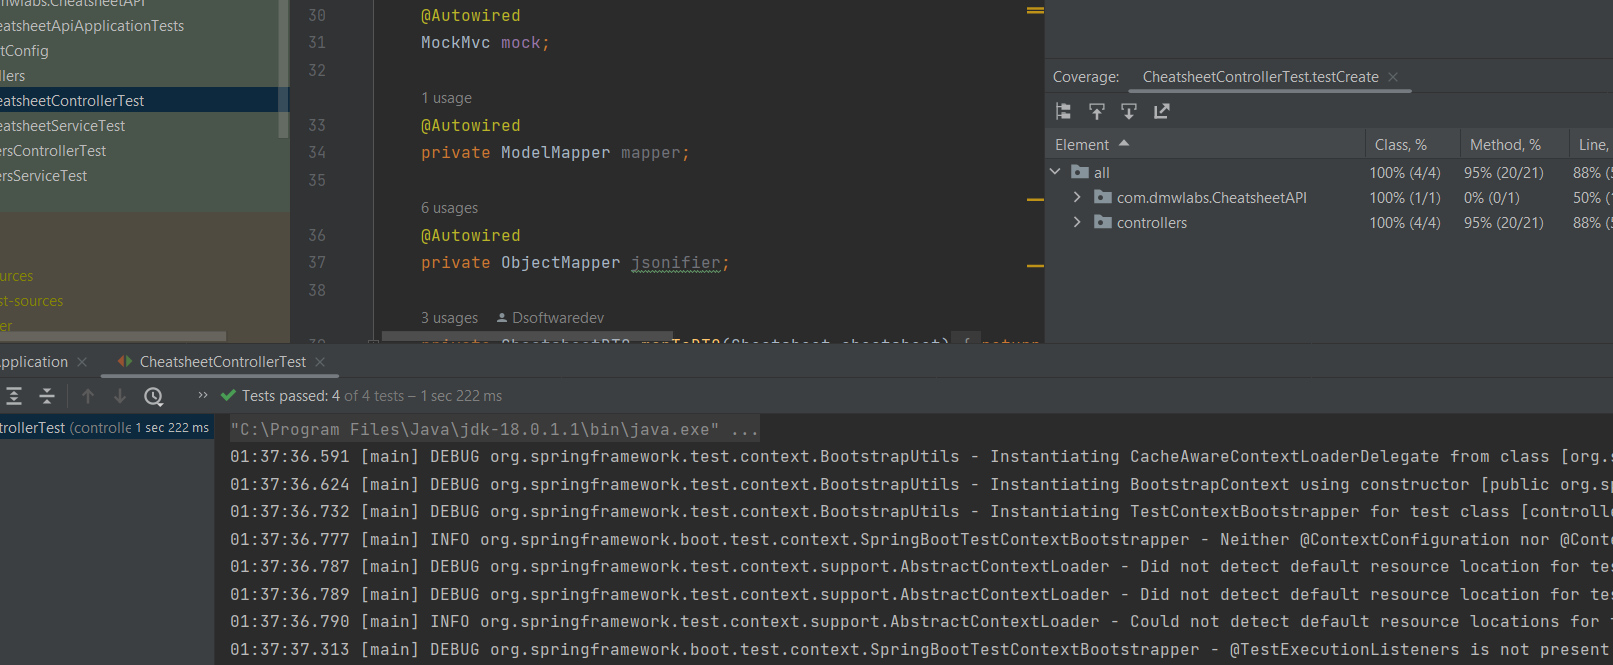 dmwlabs.CheatsheetAPI
eatsheetApiApplicationTests
tConfig
llers
eatsheetControllerTest
eatsheetServiceTest
ersControllerTest
ersServiceTest
urces
st-sources
er
30 @Autowired
31 MockMvc mock;
32
1 usage
33 @Autowired
34 private ModelMapper mapper;
35
6 usages
36 @Autowired
37 private ObjectMapper jsonifier;
38
3 usages Dsoftwaredev
Coverage: CheatsheetControllerTest.testCreate
Element Class, % Method, % Line,
all 100% (4/4) 95% (20/21) 88% (5
com.dmwlabs.CheatsheetAPI 100% (1/1) 0% (0/1) 50% (1
controllers 100% (4/4) 95% (20/21) 88% (5
pplication CheatsheetControllerTest
» Tests passed: 4 of 4 tests – 1 sec 222 ms
trollerTest (controlle 1 sec 222 ms
"C:\Program Files\Java\jdk-18.0.1.1\bin\java.exe" ...
01:37:36.591 [main] DEBUG org.springframework.test.context.BootstrapUtils - Instantiating CacheAwareContextLoaderDelegate from class [org.s
01:37:36.624 [main] DEBUG org.springframework.test.context.BootstrapUtils - Instantiating BootstrapContext using constructor [public org.sp
01:37:36.732 [main] DEBUG org.springframework.test.context.BootstrapUtils - Instantiating TestContextBootstrapper for test class [controlle
01:37:36.777 [main] INFO org.springframework.boot.test.context.SpringBootTestContextBootstrapper - Neither @ContextConfiguration nor @Conte
01:37:36.787 [main] DEBUG org.springframework.test.context.support.AbstractContextLoader - Did not detect default resource location for tes
01:37:36.789 [main] DEBUG org.springframework.test.context.support.AbstractContextLoader - Did not detect default resource location for tes
01:37:36.790 [main] INFO org.springframework.test.context.support.AbstractContextLoader - Could not detect default resource locations for t
01:37:37.313 [main] DEBUG org.springframework.boot.test.context.SpringBootTestContextBootstrapper - @TestExecutionListeners is not present